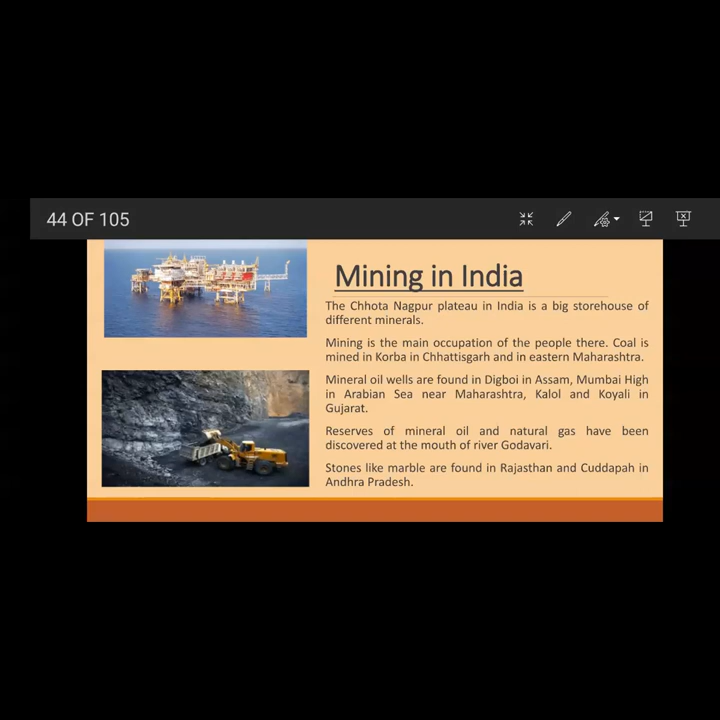 44 OF 105
Mining in India
The Chhota Nagpur plateau in India is a big storehouse of
different minerals.
Mining is the main occupation of the people there. Coal is
mined in Korba in Chhattisgarh and in eastern Maharashtra.
Mineral oil wells are found in Digboi in Assam, Mumbai High
in Arabian Sea near Maharashtra, Kalol and Koyali in
Gujarat.
Reserves of mineral oil and natural gas have been
discovered at the mouth of river Godavari.
Stones like marble are found in Rajasthan and Cuddapah in
Andhra Pradesh.